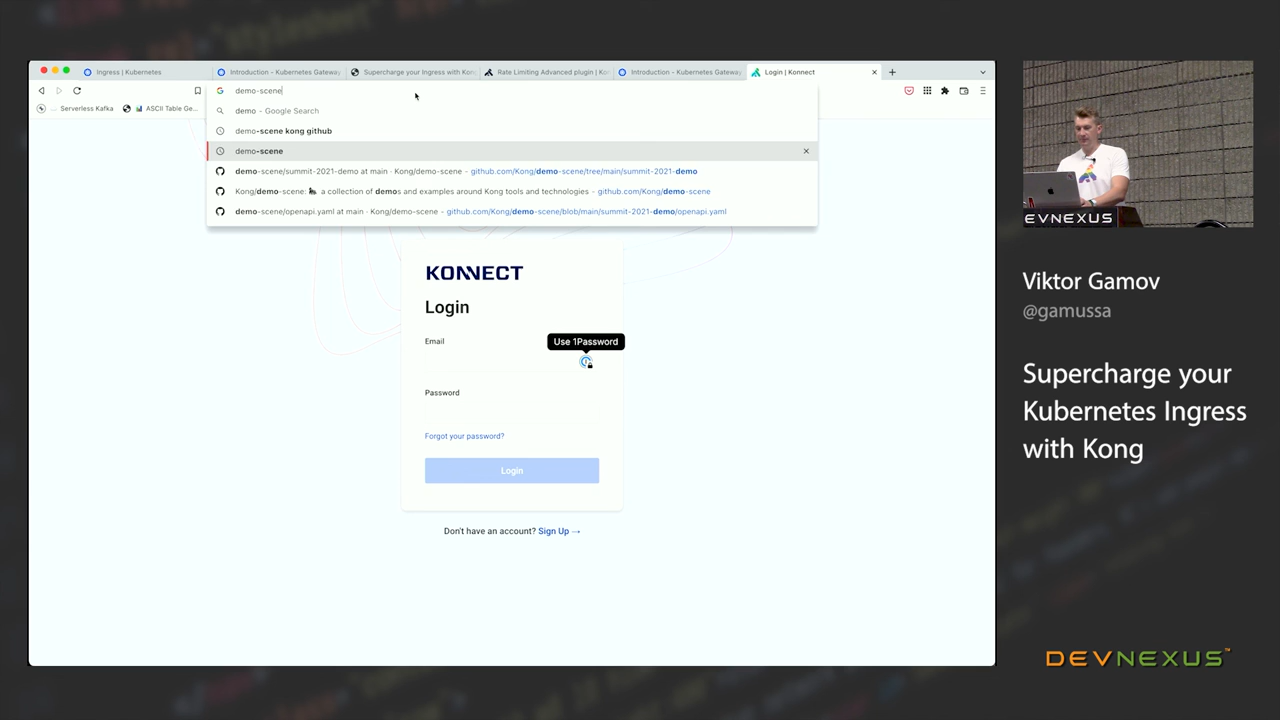 Ingress | Kubernetes
Introduction - Kubernetes Gateway
Supercharge your Ingress with Kon
Rate Limiting Advanced plugin | Ko
Introduction - Kubernetes Gateway
Login | Konnect
demo-scene
... Serverless Kafka
ASCII Table Ge...
demo – Google Search
demo-scene kong github
demo-scene
demo-scene/summit-2021-demo at main · Kong/demo-scene - github.com/Kong/demo-scene/tree/main/summit-2021-demo
Kong/demo-scene: a collection of demos and examples around Kong tools and technologies - github.com/Kong/demo-scene
demo-scene/openapi.yaml at main · Kong/demo-scene - github.com/Kong/demo-scene/blob/main/summit-2021-demo/openapi.yaml
KONNECT
Login
Email
Use 1Password
Password
Forgot your password?
Login
Don't have an account? Sign Up →
EVNEXUS
Viktor Gamov
@gamussa
Supercharge your
Kubernetes Ingress
with Kong
DEVNEXUS™